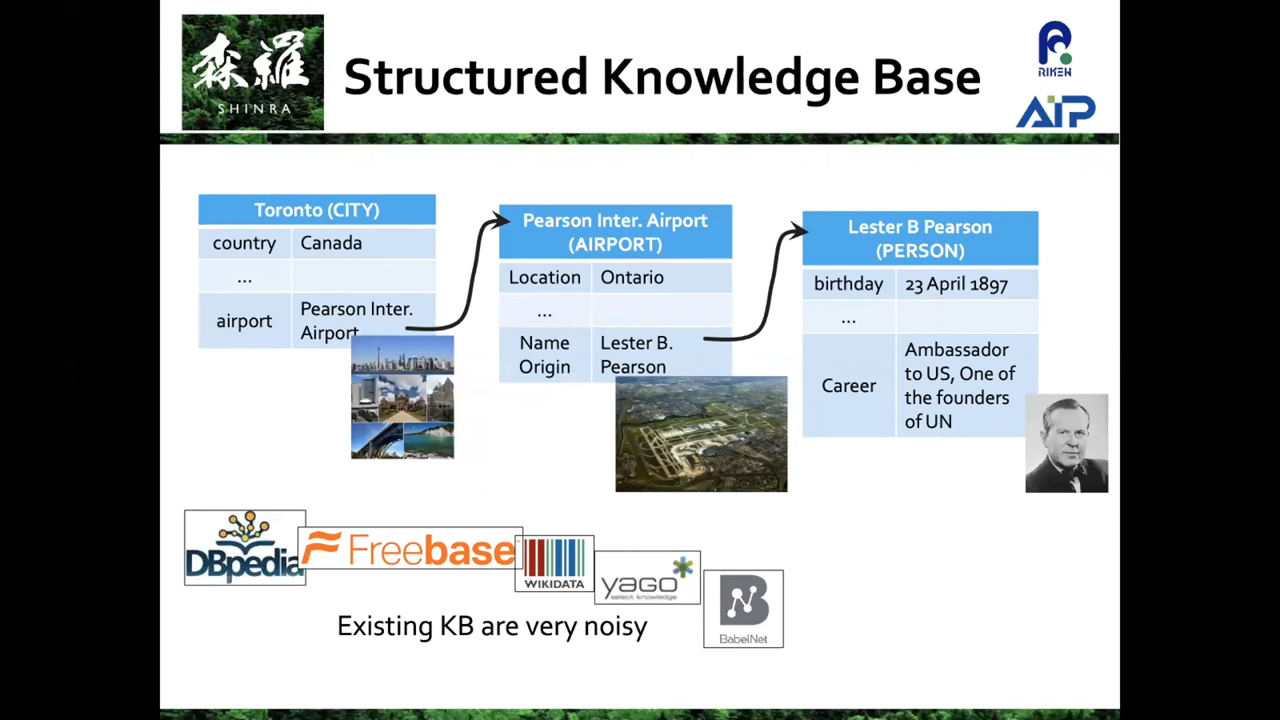 森羅
SHINRA
Structured Knowledge Base
RIKEN
AIP
Toronto (CITY)
country Canada
...
airport Pearson Inter.
Airport
Pearson Inter. Airport
(AIRPORT)
Location Ontario
...
Name Lester B.
Origin Pearson
Lester B Pearson
(PERSON)
birthday 23 April 1897
...
Career Ambassador
to US, One of
the founders
of UN
DBpedia
Freebase
WIKIDATA
yago
select knowledge
B
BabelNet
Existing KB are very noisy